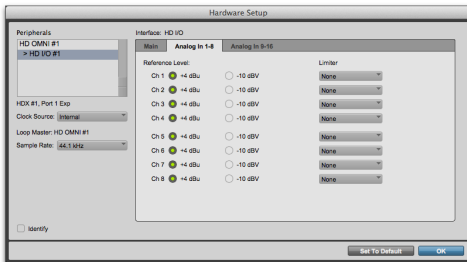 Hardware Setup
Peripherals
HD OMNI #1
> HD I/O #1
HDX #1, Port 1 Exp
Clock Source: Internal
Loop Master: HD OMNI #1
Sample Rate: 44.1 kHz
Identify
Interface: HD I/O
Main Analog In 1-8 Analog In 9-16
Reference Level: Limiter
Ch 1 +4 dBu -10 dBV None
Ch 2 +4 dBu -10 dBV None
Ch 3 +4 dBu -10 dBV None
Ch 4 +4 dBu -10 dBV None
Ch 5 +4 dBu -10 dBV None
Ch 6 +4 dBu -10 dBV None
Ch 7 +4 dBu -10 dBV None
Ch 8 +4 dBu -10 dBV None
Set To Default OK